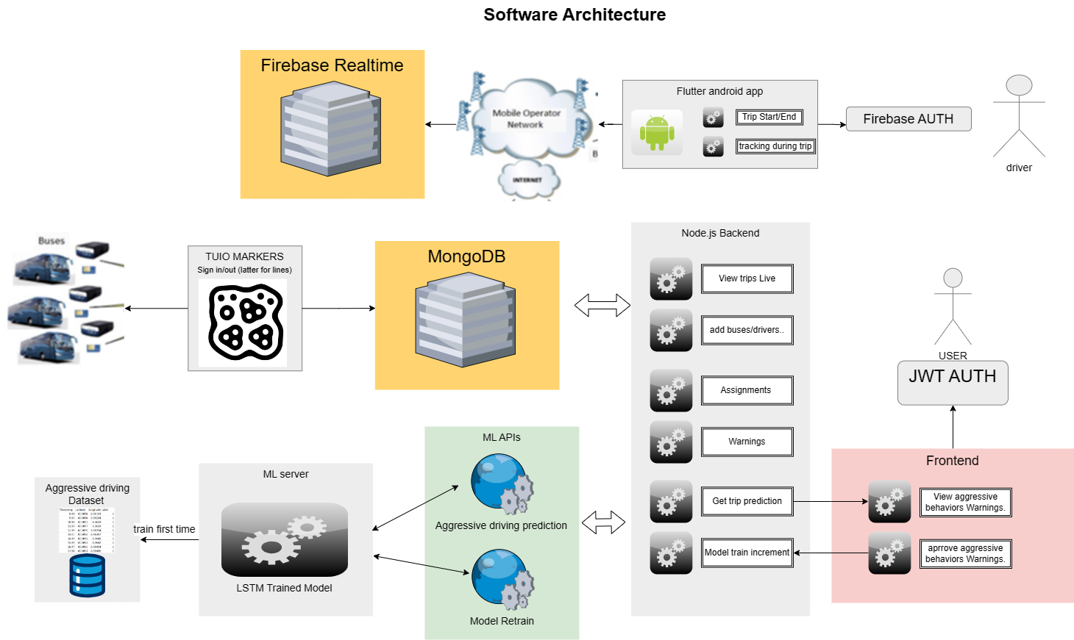 Software Architecture
Firebase Realtime
Mobile Operator
Network
INTERNET
Flutter android app
Trip Start/End
tracking during trip
Firebase AUTH
driver
Buses
TUIO MARKERS
Sign in/out (latter for lines)
MongoDB
Node.js Backend
View trips Live
add buses/drivers..
Assignments
Warnings
Get trip prediction
Model train increment
USER
JWT AUTH
Frontend
View aggressive
behaviors Warnings.
aprrove aggressive
behaviors Warnings.
ML APIs
Aggressive driving prediction
Model Retrain
ML server
LSTM Trained Model
train first time
Aggressive driving
Dataset